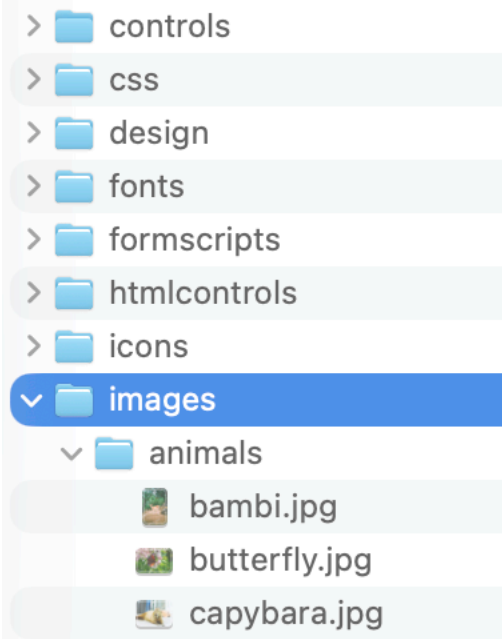 controls
css
design
fonts
formscripts
htmlcontrols
icons
images
animals
bambi.jpg
butterfly.jpg
capybara.jpg